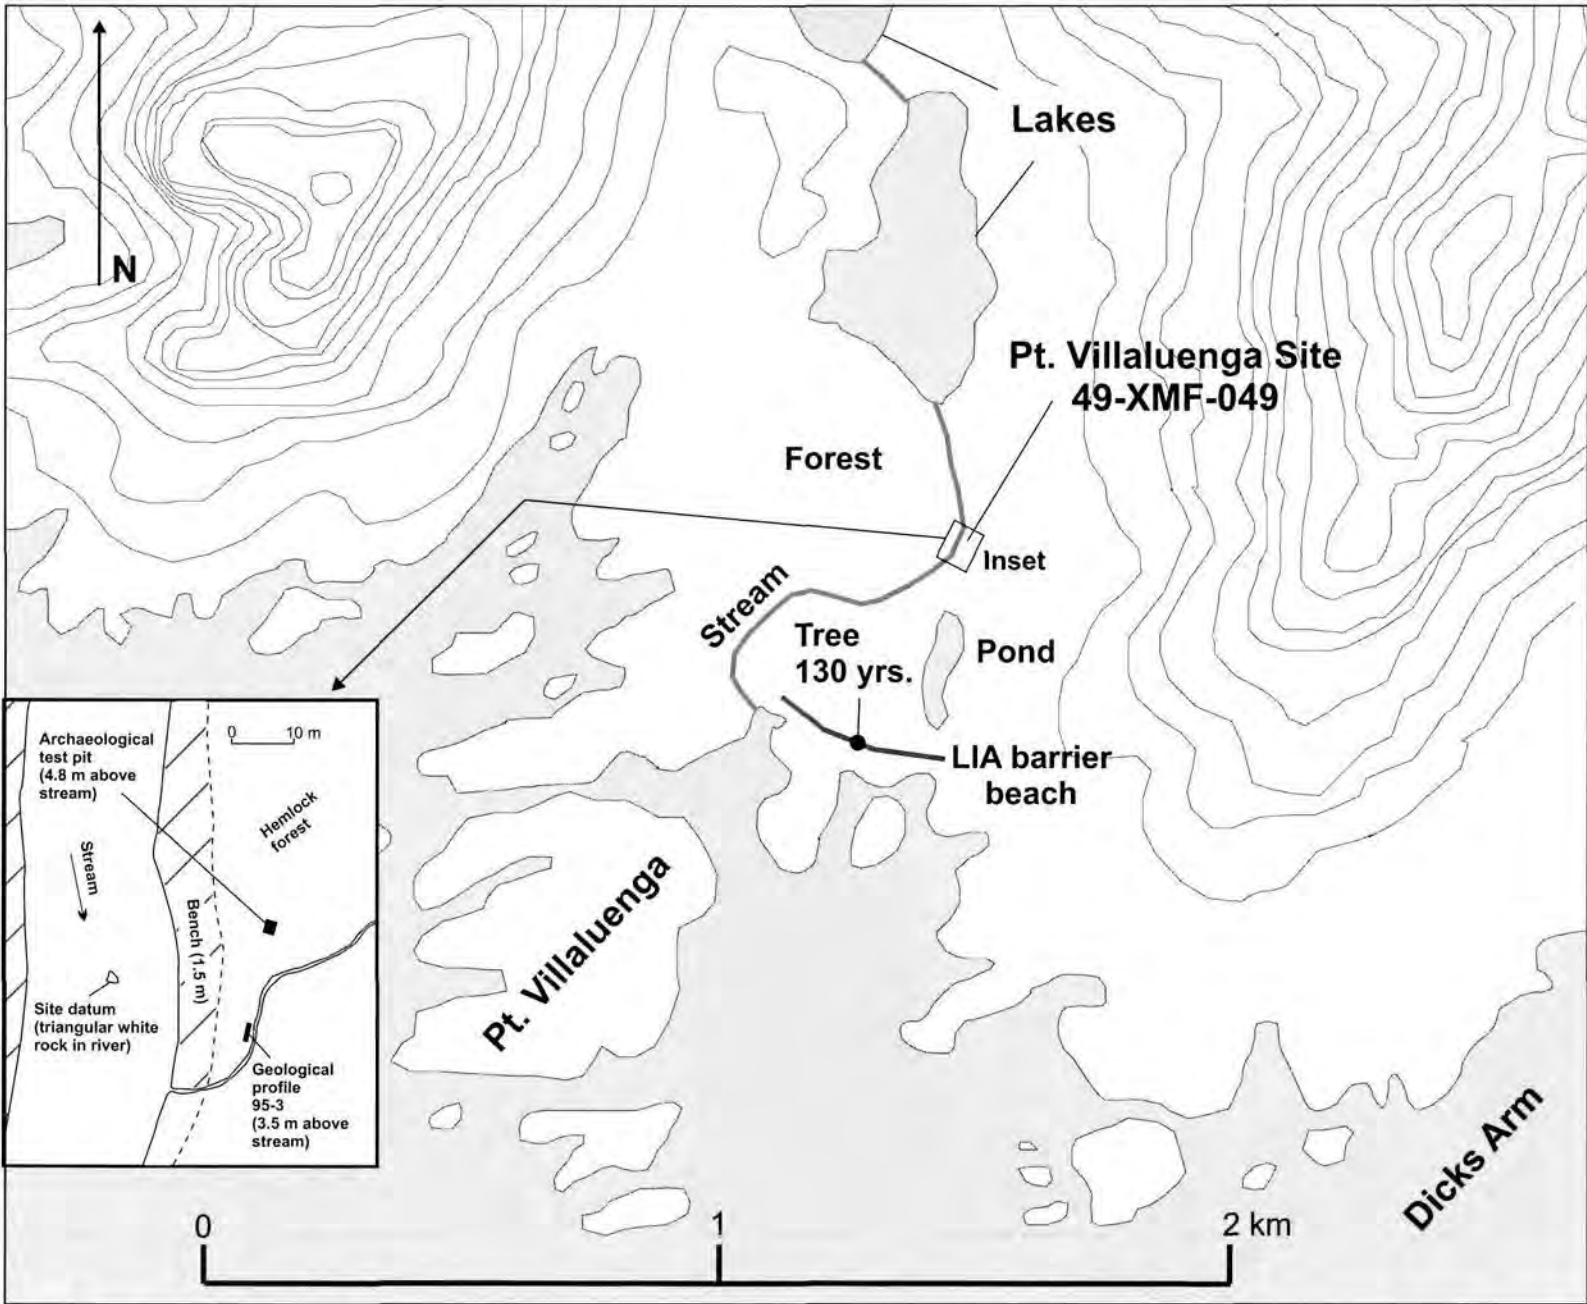 N
Lakes
Pt. Villaluenga Site
49-XMF-049
Forest
Inset
Stream
Tree
130 yrs.
Pond
LIA barrier
beach
Pt. Villaluenga
Dicks Arm
0 10 m
Archaeological
test pit
(4.8 m above
stream)
Hemlock
forest
Stream
Bench (1.5 m)
Site datum
(triangular white
rock in river)
Geological
profile
95-3
(3.5 m above
stream)
0 1 2 km